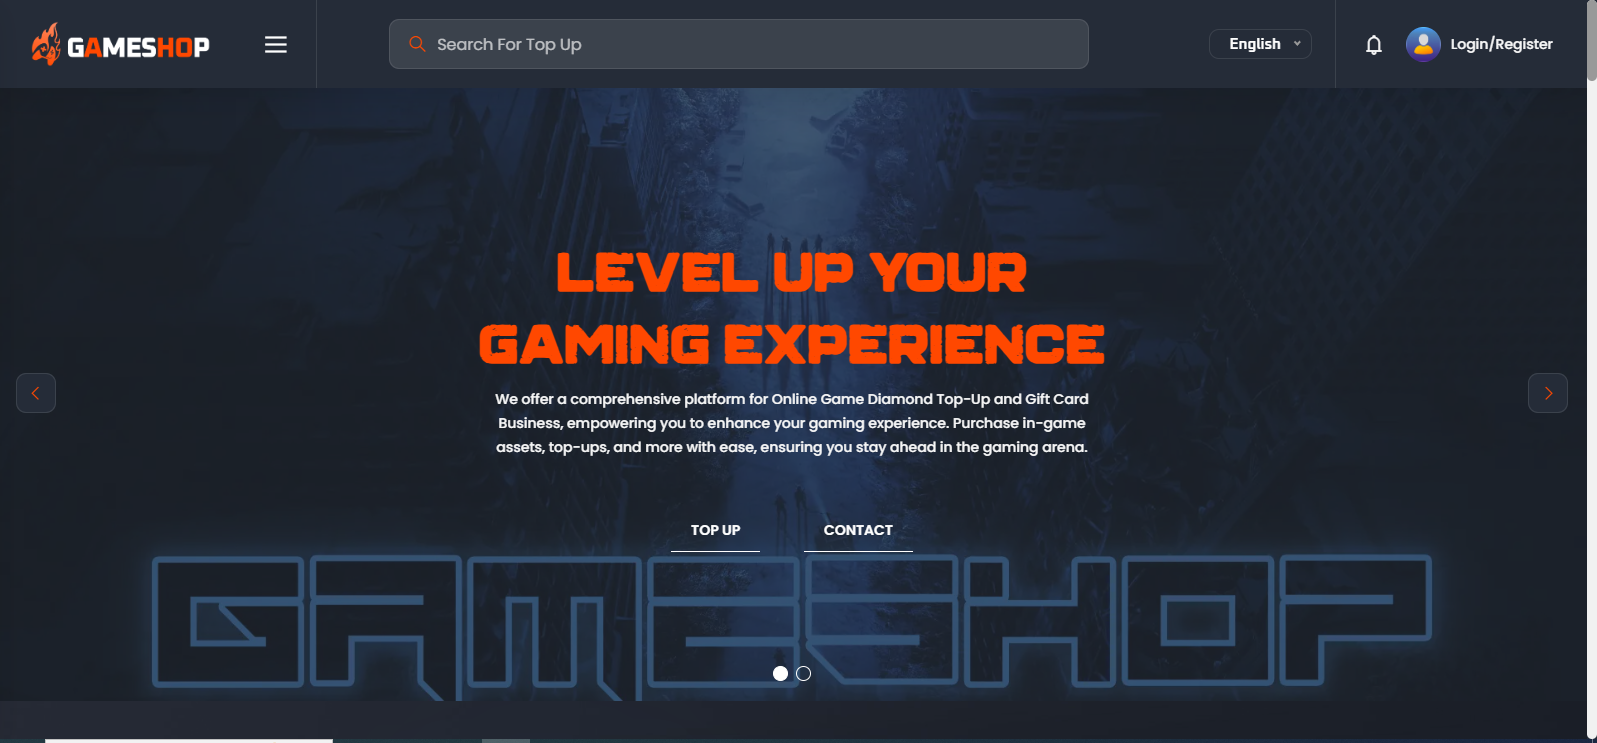 GAMESHOP
Search For Top Up
English
Login/Register
LEVEL UP YOUR
GAMING EXPERIENCE
We offer a comprehensive platform for Online Game Diamond Top-Up and Gift Card
Business, empowering you to enhance your gaming experience. Purchase in-game
assets, top-ups, and more with ease, ensuring you stay ahead in the gaming arena.
TOP UP
CONTACT
GAMESHOP